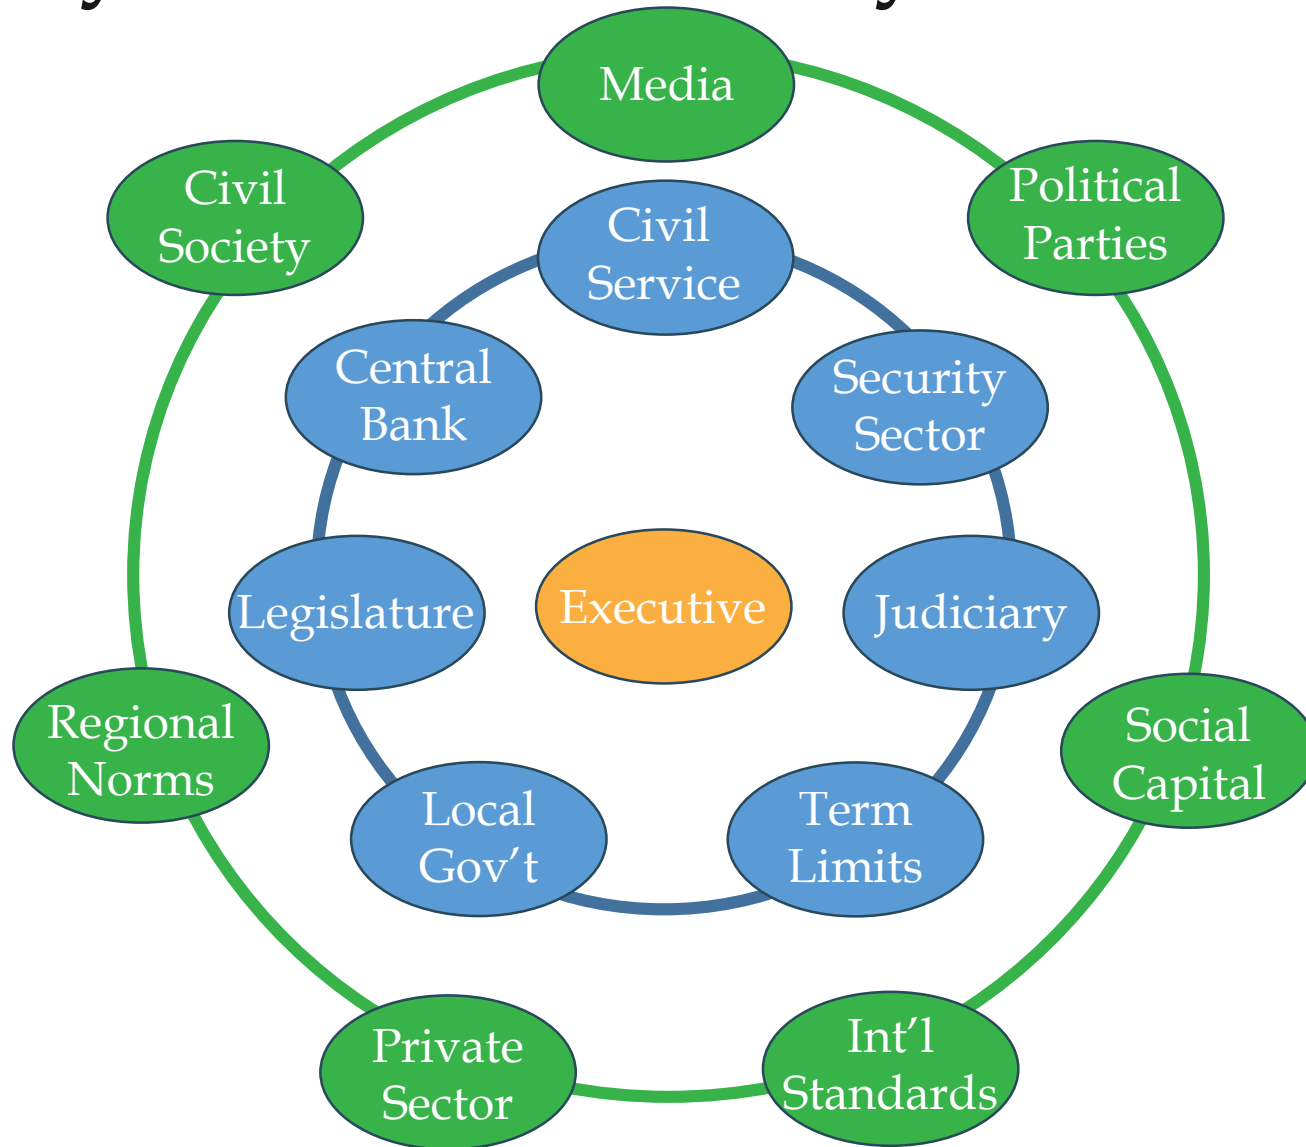 Media
Civil
Society
Political
Parties
Civil
Service
Central
Bank
Security
Sector
Legislature
Executive
Judiciary
Regional
Norms
Social
Capital
Local
Gov’t
Term
Limits
Private
Sector
Int’l
Standards